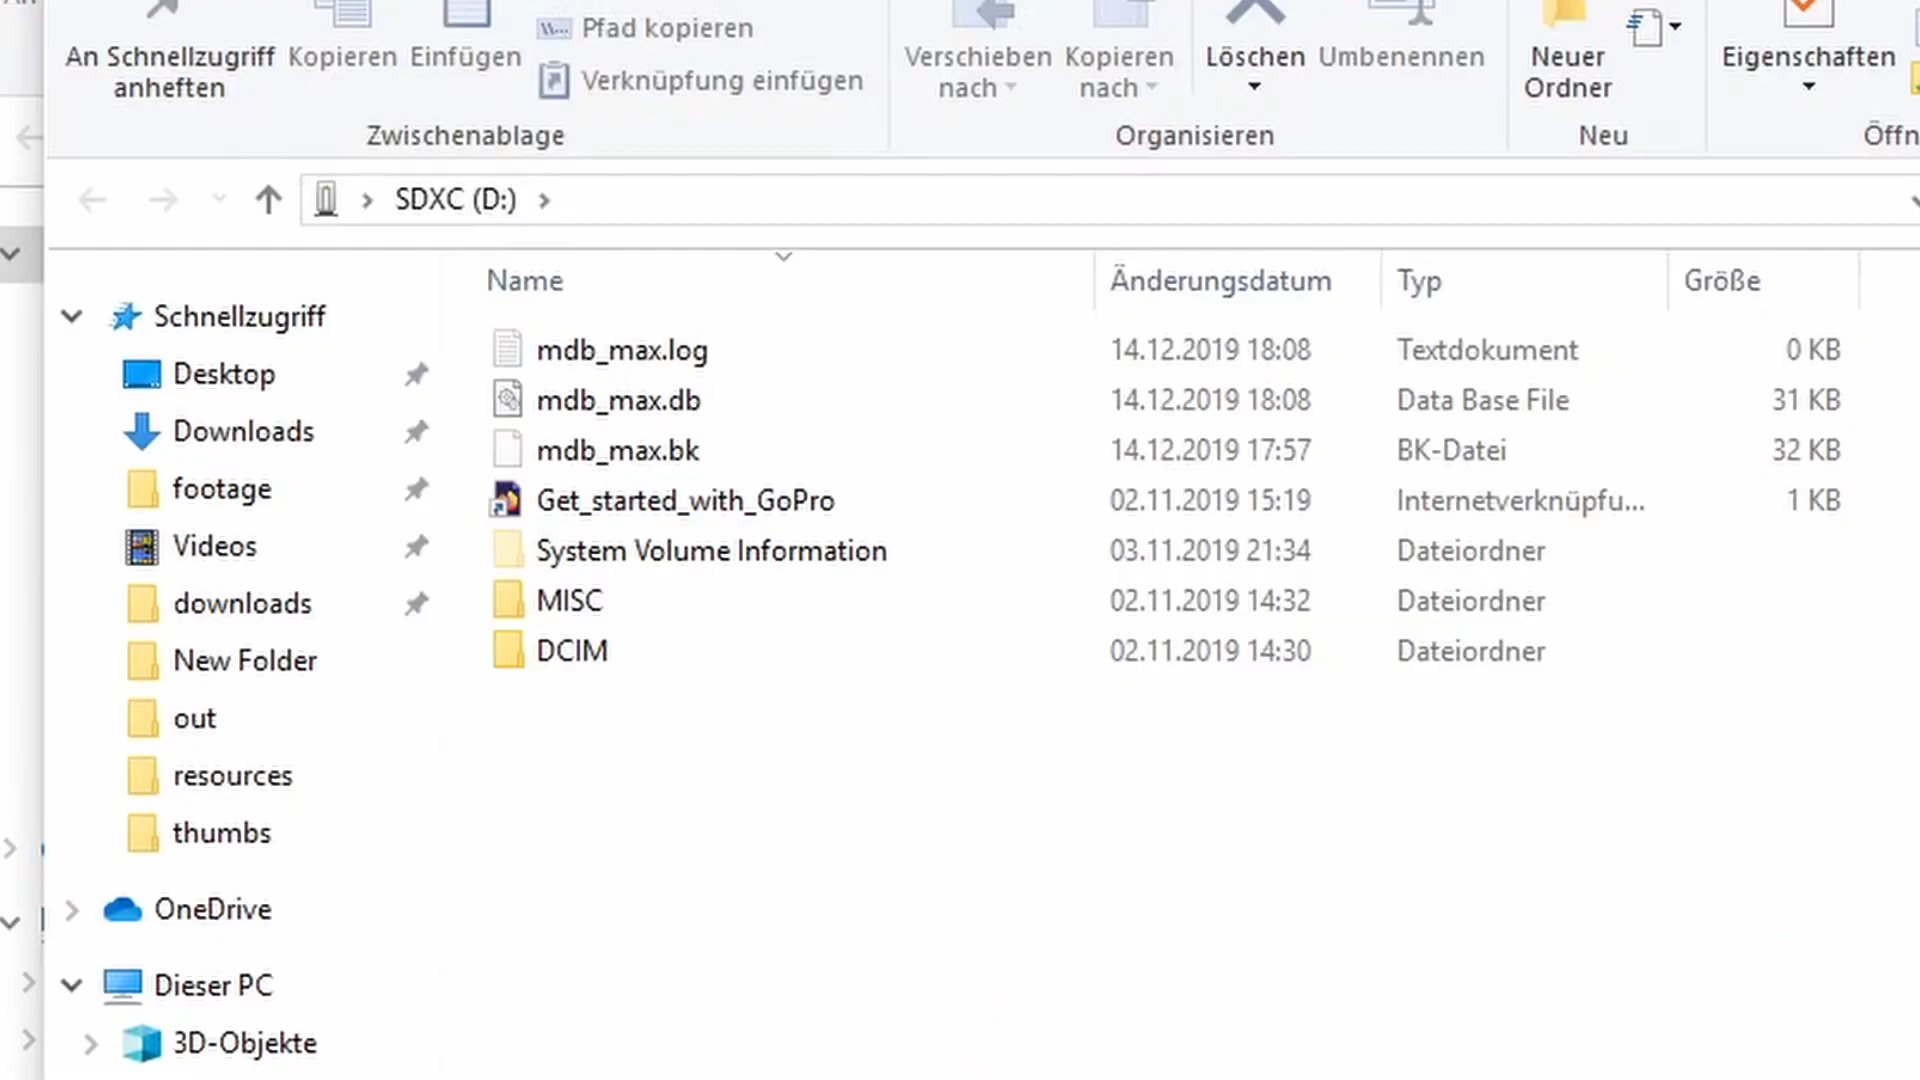 An Schnellzugriff
anheften
Kopieren
Einfügen
Pfad kopieren
Verknüpfung einfügen
Zwischenablage
Verschieben
nach
Kopieren
nach
Löschen
Umbenennen
Organisieren
Neuer
Ordner
Neu
Eigenschaften
Öffn
SDXC (D:)
Name Änderungsdatum Typ Größe
mdb_max.log 14.12.2019 18:08 Textdokument 0 KB
mdb_max.db 14.12.2019 18:08 Data Base File 31 KB
mdb_max.bk 14.12.2019 17:57 BK-Datei 32 KB
Get_started_with_GoPro 02.11.2019 15:19 Internetverknüpfu... 1 KB
System Volume Information 03.11.2019 21:34 Dateiordner
MISC 02.11.2019 14:32 Dateiordner
DCIM 02.11.2019 14:30 Dateiordner
Schnellzugriff
Desktop
Downloads
footage
Videos
downloads
New Folder
out
resources
thumbs
OneDrive
Dieser PC
3D-Objekte